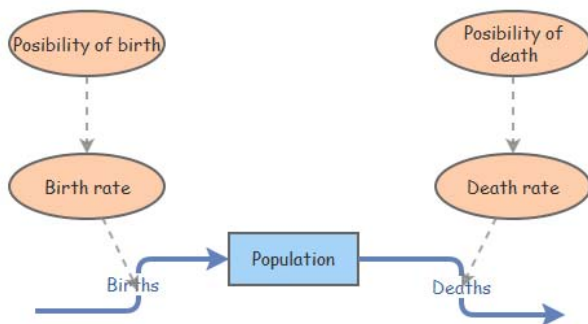 Posibility of birth
Posibility of
death
Birth rate
Death rate
Population
Births
Deaths